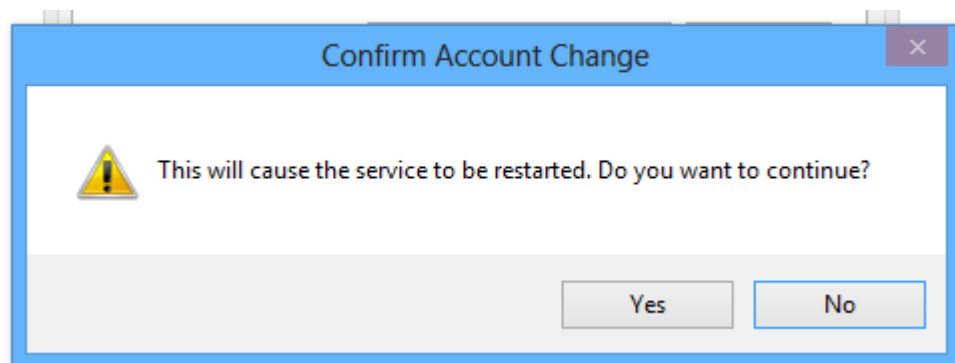 Confirm Account Change
This will cause the service to be restarted. Do you want to continue?
Yes
No